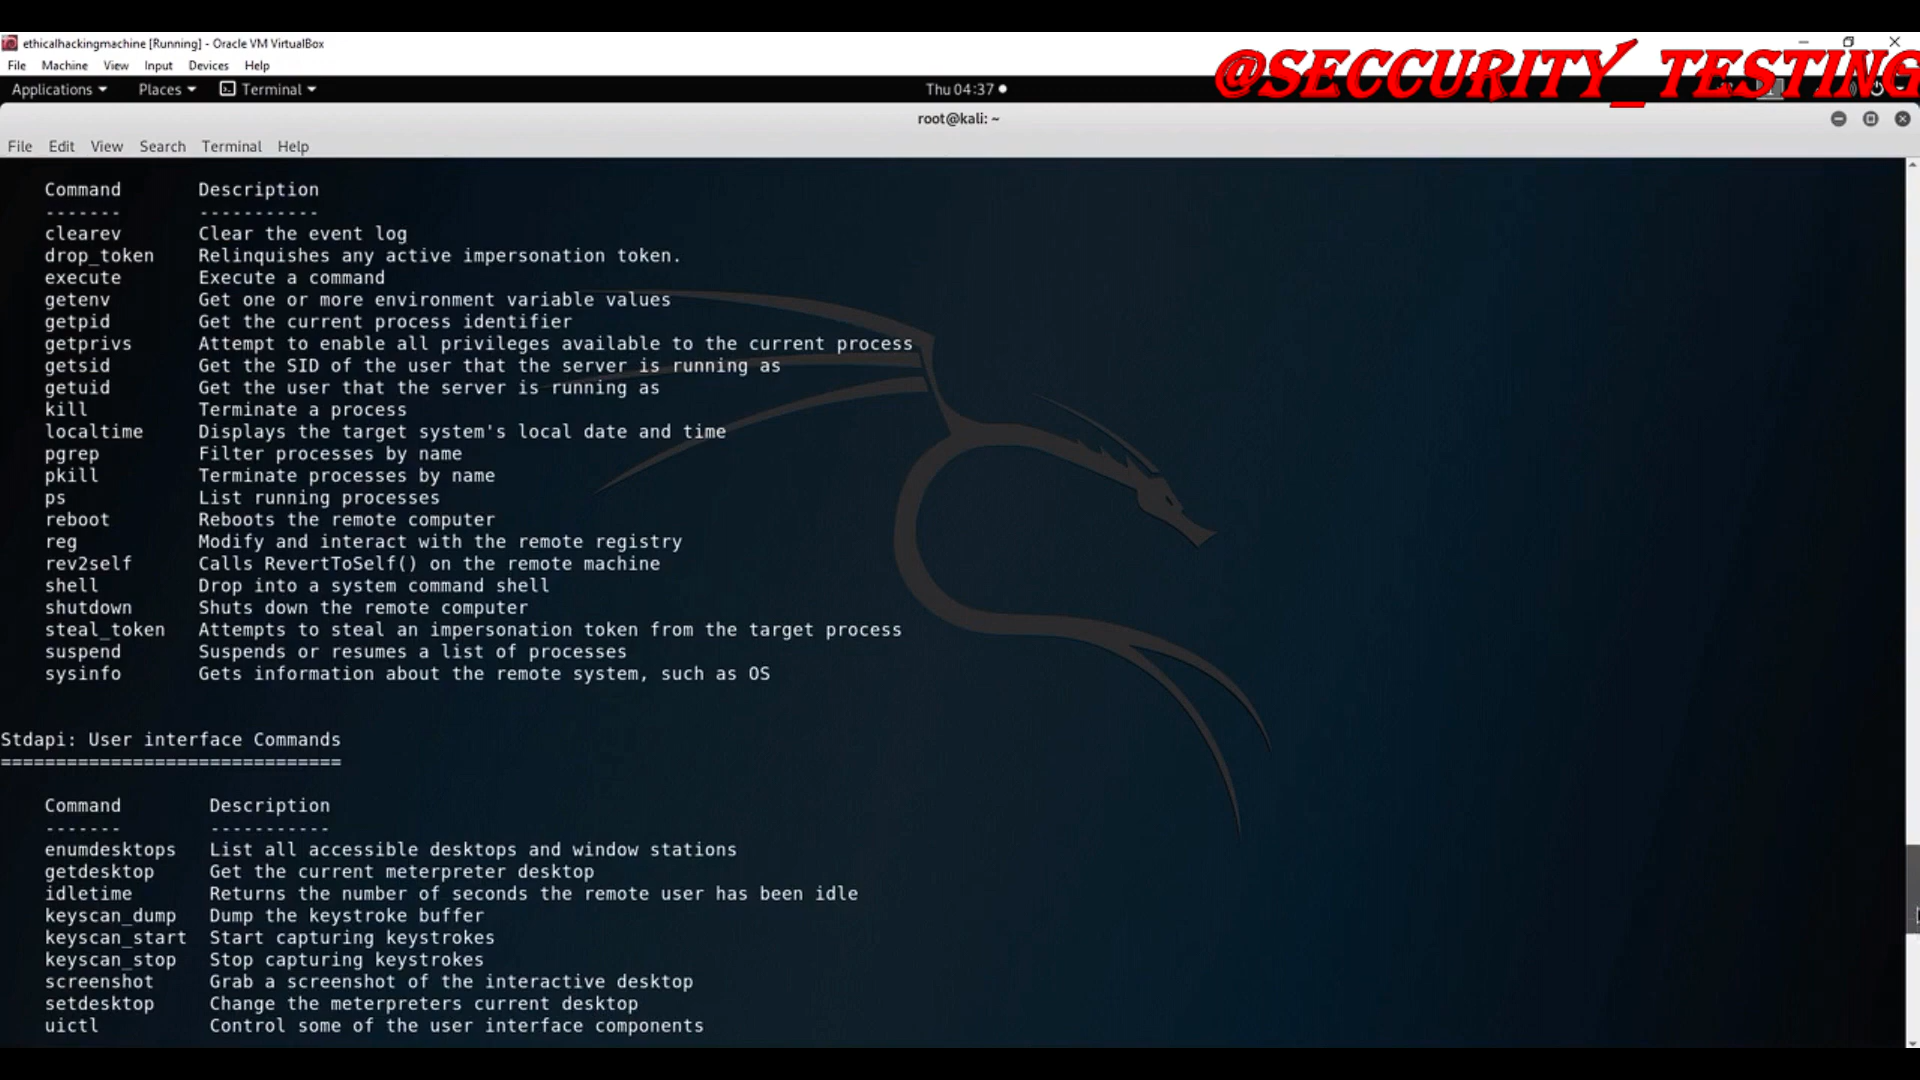 ethicalhackingmachine [Running] - Oracle VM VirtualBox
@SECCURITY_TESTING
File Machine View Input Devices Help
Applications Places Terminal Thu 04:37
root@kali: ~
File Edit View Search Terminal Help
Command Description
------- -----------
clearev Clear the event log
drop_token Relinquishes any active impersonation token.
execute Execute a command
getenv Get one or more environment variable values
getpid Get the current process identifier
getprivs Attempt to enable all privileges available to the current process
getsid Get the SID of the user that the server is running as
getuid Get the user that the server is running as
kill Terminate a process
localtime Displays the target system's local date and time
pgrep Filter processes by name
pkill Terminate processes by name
ps List running processes
reboot Reboots the remote computer
reg Modify and interact with the remote registry
rev2self Calls RevertToSelf() on the remote machine
shell Drop into a system command shell
shutdown Shuts down the remote computer
steal_token Attempts to steal an impersonation token from the target process
suspend Suspends or resumes a list of processes
sysinfo Gets information about the remote system, such as OS
Stdapi: User interface Commands
===============================
Command Description
------- -----------
enumdesktops List all accessible desktops and window stations
getdesktop Get the current meterpreter desktop
idletime Returns the number of seconds the remote user has been idle
keyscan_dump Dump the keystroke buffer
keyscan_start Start capturing keystrokes
keyscan_stop Stop capturing keystrokes
screenshot Grab a screenshot of the interactive desktop
setdesktop Change the meterpreters current desktop
uictl Control some of the user interface components